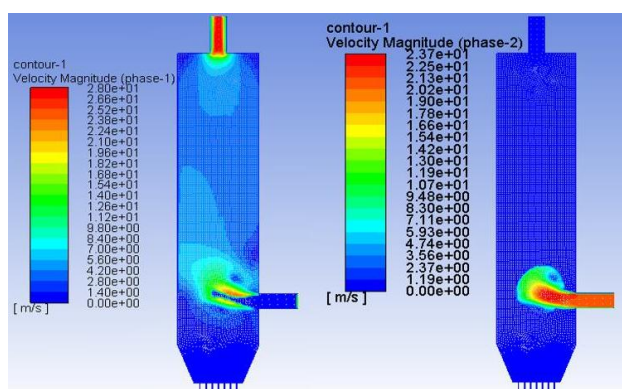 contour-1
Velocity Magnitude (phase-1)
2.80e+01
2.66e+01
2.52e+01
2.38e+01
2.24e+01
2.10e+01
1.96e+01
1.82e+01
1.68e+01
1.54e+01
1.40e+01
1.26e+01
1.12e+01
9.80e+00
8.40e+00
7.00e+00
5.60e+00
4.20e+00
2.80e+00
1.40e+00
0.00e+00
[ m/s ]
contour-1
Velocity Magnitude (phase-2)
2.37e+01
2.25e+01
2.13e+01
2.02e+01
1.90e+01
1.78e+01
1.66e+01
1.54e+01
1.42e+01
1.30e+01
1.19e+01
1.07e+01
9.48e+00
8.30e+00
7.11e+00
5.93e+00
4.74e+00
3.56e+00
2.37e+00
1.19e+00
0.00e+00
[ m/s ]